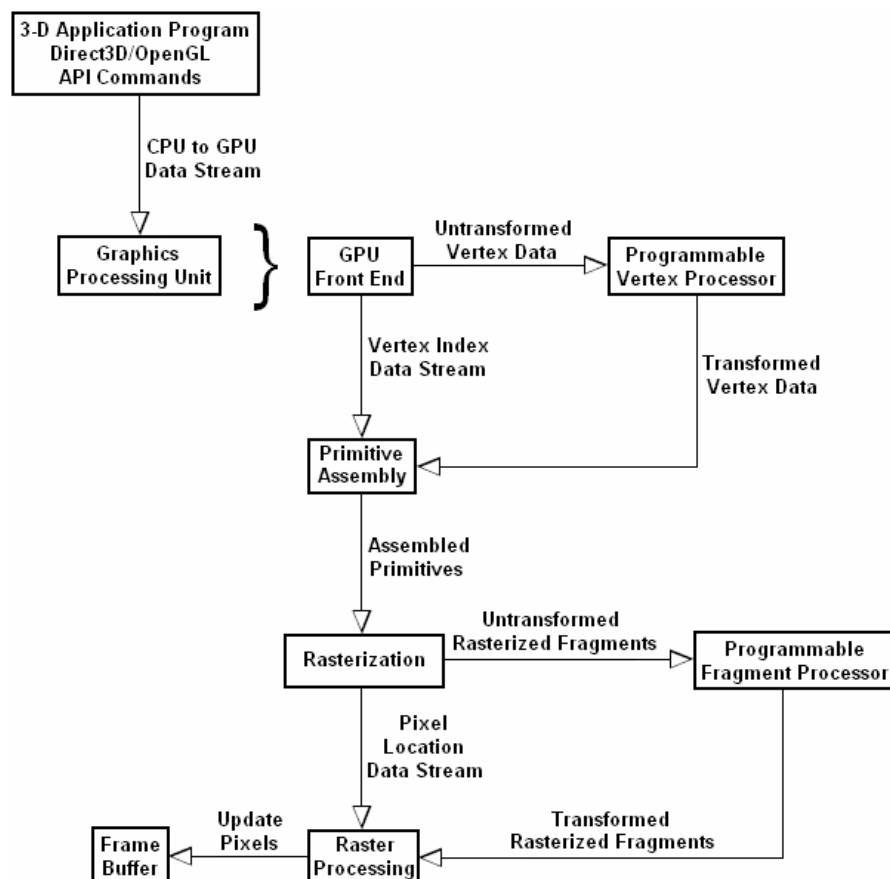 3-D Application Program
Direct3D/OpenGL
API Commands
CPU to GPU
Data Stream
Graphics
Processing Unit
}
GPU
Front End
Untransformed
Vertex Data
Programmable
Vertex Processor
Vertex Index
Data Stream
Transformed
Vertex Data
Primitive
Assembly
Assembled
Primitives
Rasterization
Untransformed
Rasterized Fragments
Programmable
Fragment Processor
Pixel
Location
Data Stream
Transformed
Rasterized Fragments
Raster
Processing
Update
Pixels
Frame
Buffer